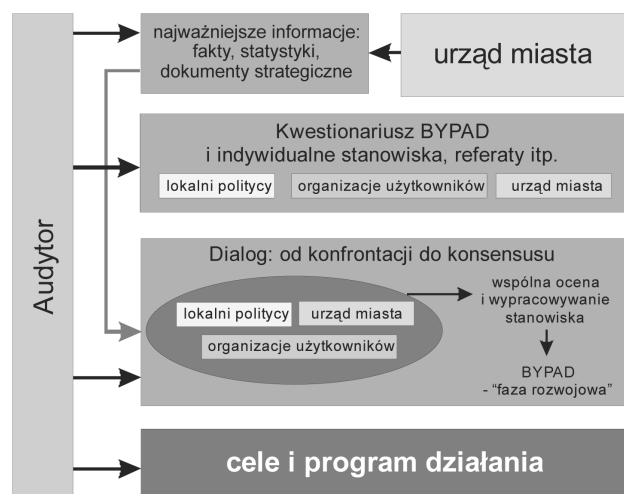 Audytor
najważniejsze informacje:
fakty, statystyki,
dokumenty strategiczne
urząd miasta
Kwestionariusz BYPAD
i indywidualne stanowiska, referaty itp.
lokalni politycy
organizacje użytkowników
urząd miasta
Dialog: od konfrontacji do konsensusu
lokalni politycy
urząd miasta
organizacje użytkowników
wspólna ocena
i wypracowywanie
stanowiska
BYPAD
- “faza rozwojowa”
cele i program działania